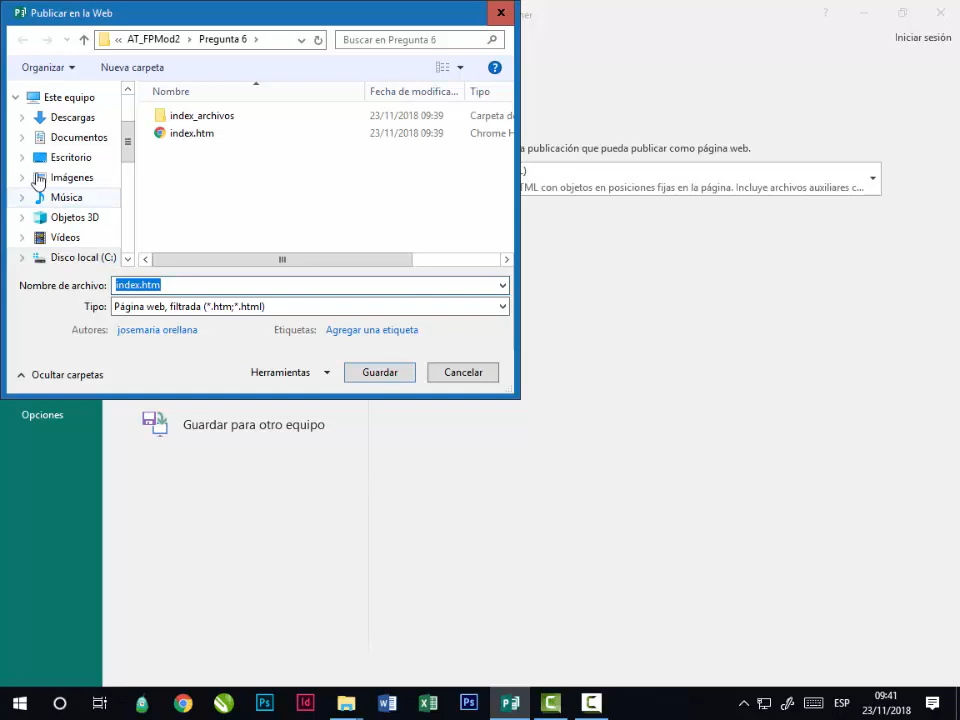 Publicar en la Web
ner
Iniciar sesión
« AT_FPMod2 > Pregunta 6 >
Buscar en Pregunta 6
Organizar
Nueva carpeta
Este equipo
Descargas
Documentos
Escritorio
Imágenes
Música
Objetos 3D
Vídeos
Disco local (C:)
Nombre
Fecha de modifica...
Tipo
index_archivos
23/11/2018 09:39
Carpeta d
index.htm
23/11/2018 09:39
Chrome H
a publicación que pueda publicar como página web.
.)
TML con objetos en posiciones fijas en la página. Incluye archivos auxiliares c...
Nombre de archivo: index.htm
Tipo: Página web, filtrada (*.htm;*.html)
Autores: josemaria orellana
Etiquetas: Agregar una etiqueta
Ocultar carpetas
Herramientas
Guardar
Cancelar
Opciones
Guardar para otro equipo
Ps
Id
Ps
ESP
09:41
23/11/2018